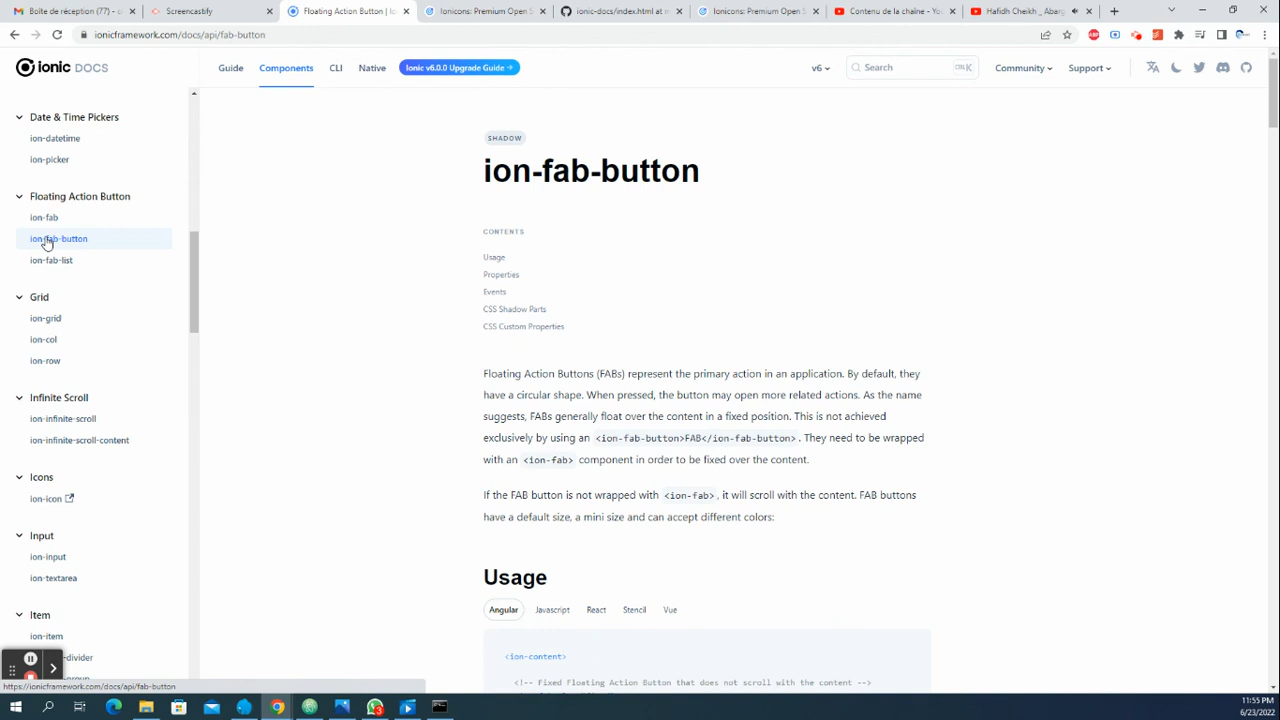 Boîte de réception (77) - c
Screencastify
Floating Action Button | Io
Ionicons: Premium Open S
ionic-docs/index.html at m
Ionicons: Premium Open S
Contenu de la chaîne - You
Hafidh Cheikh _ Abarg
ionicframework.com/docs/api/fab-button
ionic DOCS
Guide
Components
CLI
Native
Ionic v6.0.0 Upgrade Guide →
v6
Search
CTRL K
Community
Support
Date & Time Pickers
ion-datetime
ion-picker
Floating Action Button
ion-fab
ion-fab-button
ion-fab-list
Grid
ion-grid
ion-col
ion-row
Infinite Scroll
ion-infinite-scroll
ion-infinite-scroll-content
Icons
ion-icon
Input
ion-input
ion-textarea
Item
ion-item
-divider
-group
SHADOW
ion-fab-button
CONTENTS
Usage
Properties
Events
CSS Shadow Parts
CSS Custom Properties
Floating Action Buttons (FABs) represent the primary action in an application. By default, they
have a circular shape. When pressed, the button may open more related actions. As the name
suggests, FABs generally float over the content in a fixed position. This is not achieved
exclusively by using an <ion-fab-button>FAB</ion-fab-button>. They need to be wrapped
with an <ion-fab> component in order to be fixed over the content.
If the FAB button is not wrapped with <ion-fab>, it will scroll with the content. FAB buttons
have a default size, a mini size and can accept different colors:
Usage
Angular
Javascript
React
Stencil
Vue
<ion-content>
<!-- Fixed Floating Action Button that does not scroll with the content -->
https://ionicframework.com/docs/api/fab-button
3
11:55 PM
6/23/2022